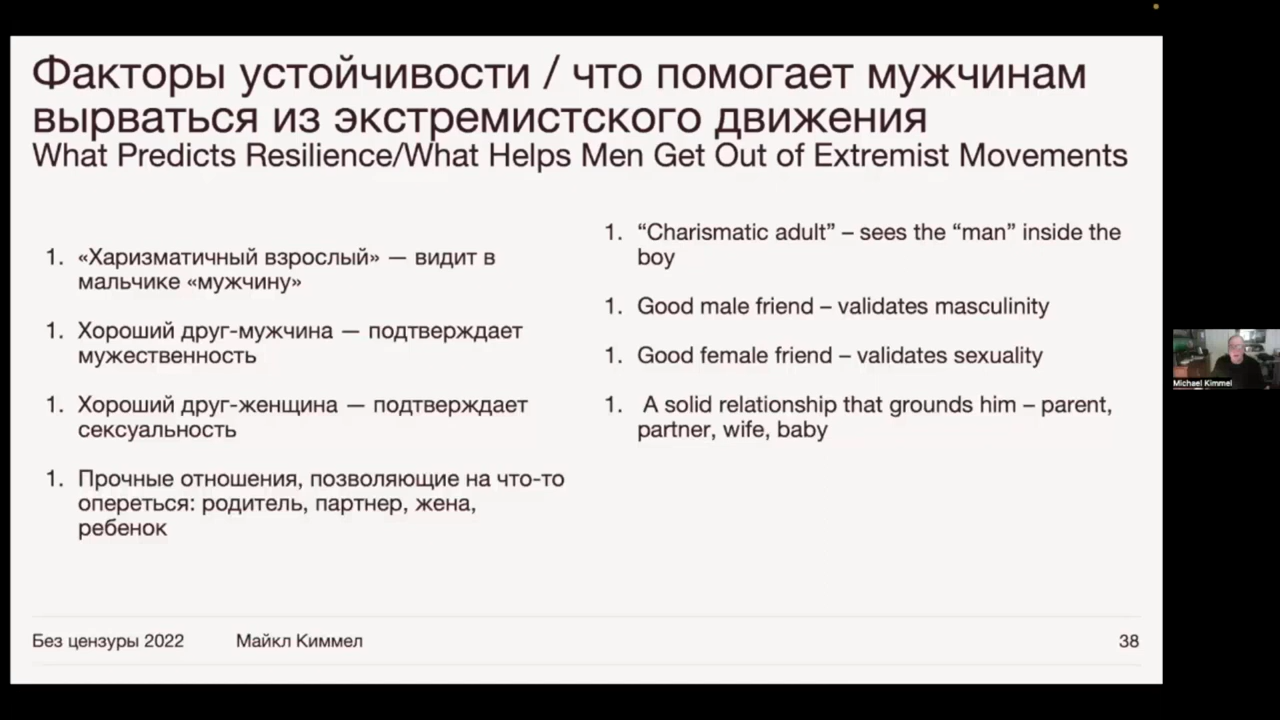 Факторы устойчивости / что помогает мужчинам
вырваться из экстремистского движения
What Predicts Resilience/What Helps Men Get Out of Extremist Movements
1. «Харизматичный взрослый» — видит в
мальчике «мужчину»
1. Хороший друг-мужчина — подтверждает
мужественность
1. Хороший друг-женщина — подтверждает
сексуальность
1. Прочные отношения, позволяющие на что-то
опереться: родитель, партнер, жена,
ребенок
1. “Charismatic adult” – sees the “man” inside the
boy
1. Good male friend – validates masculinity
1. Good female friend – validates sexuality
1. A solid relationship that grounds him – parent,
partner, wife, baby
Без цензуры 2022 Майкл Киммел 38
Michael Kimmel